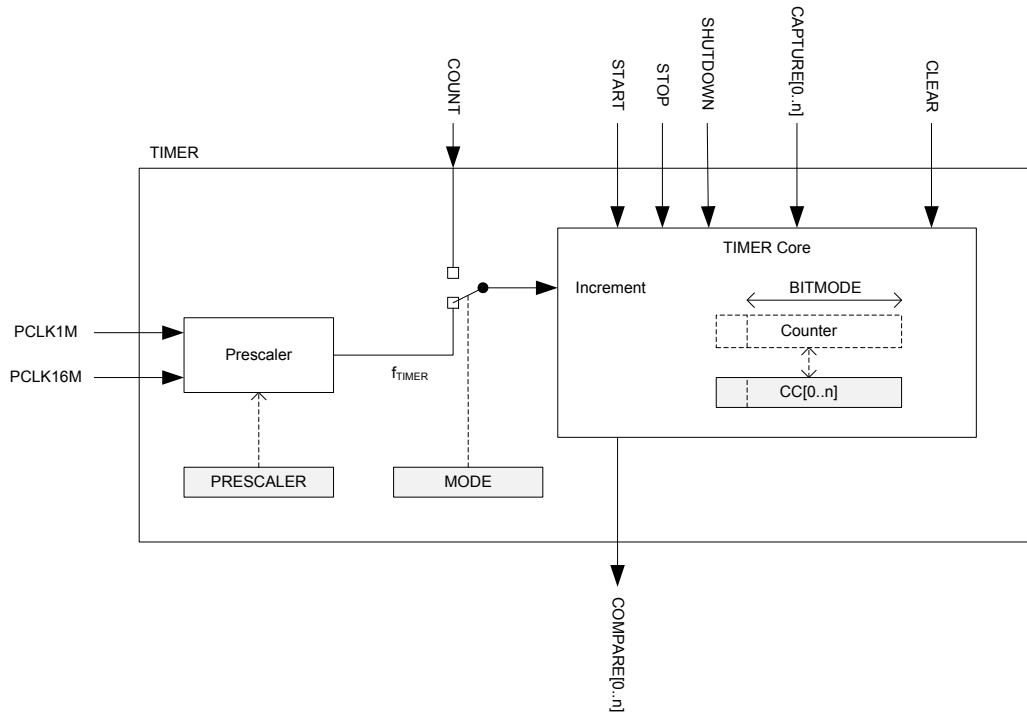 COUNT
START
STOP
SHUTDOWN
CAPTURE[0..n]
CLEAR
TIMER
TIMER Core
Increment
BITMODE
Counter
CC[0..n]
PCLK1M
PCLK16M
Prescaler
fTIMER
PRESCALER
MODE
COMPARE[0..n]